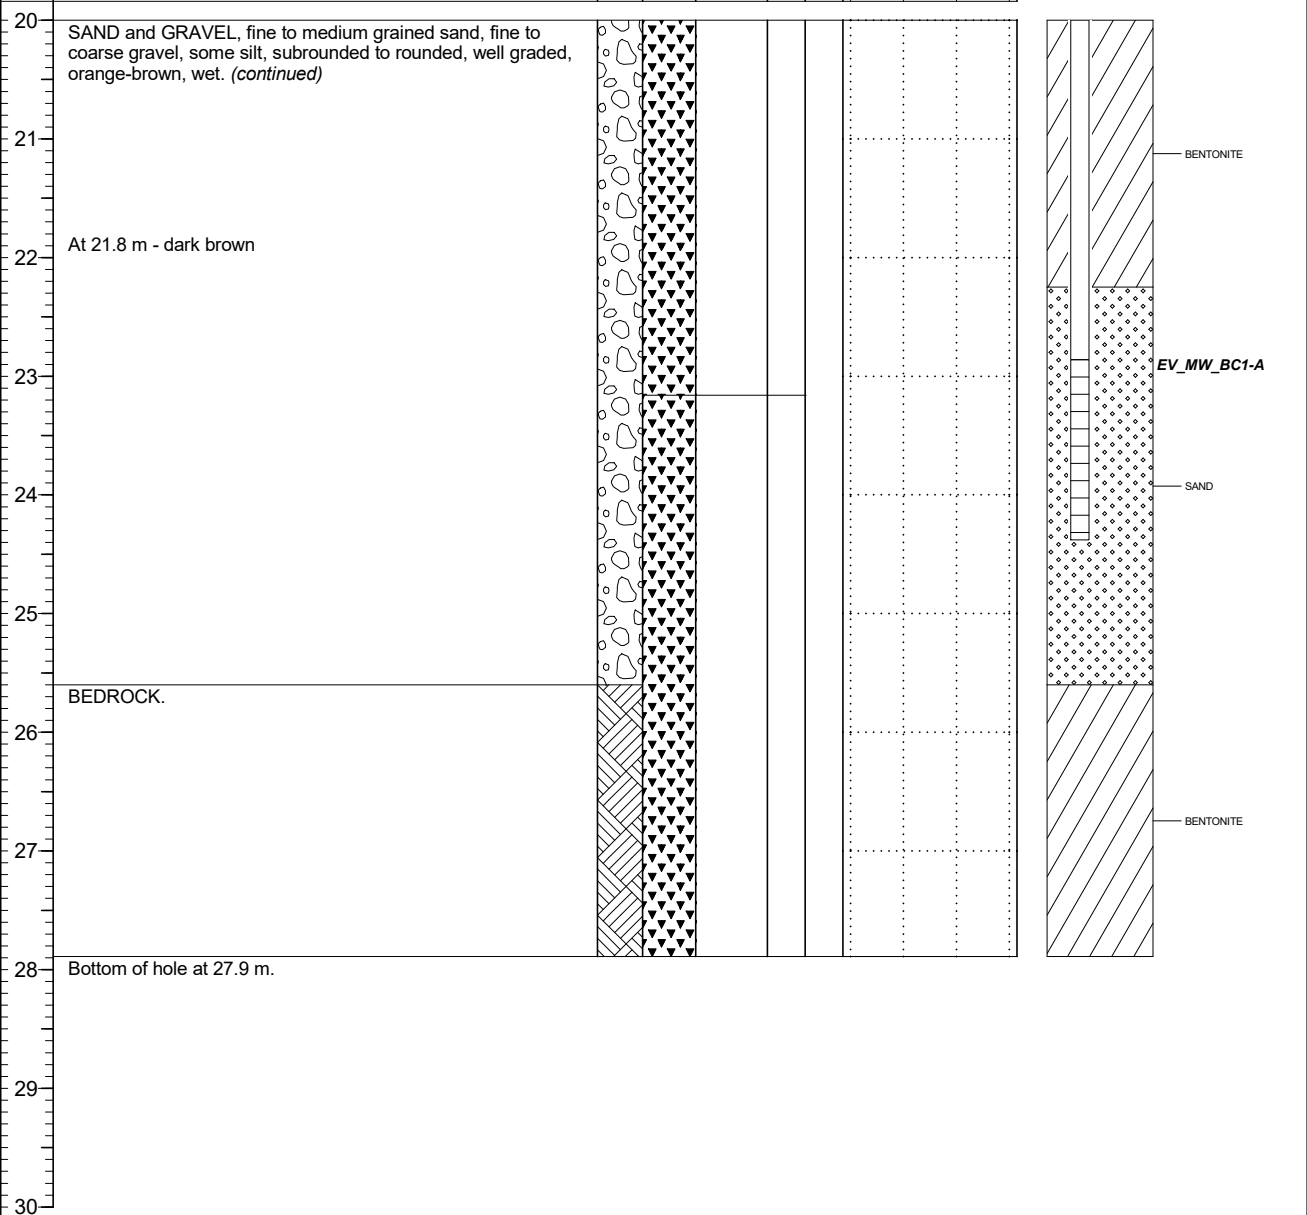 20
SAND and GRAVEL, fine to medium grained sand, fine to
coarse gravel, some silt, subrounded to rounded, well graded,
orange-brown, wet. (continued)
21
BENTONITE
At 21.8 m - dark brown
22
EV_MW_BC1-A
23
24
SAND
25
BEDROCK.
26
BENTONITE
27
28
Bottom of hole at 27.9 m.
29
30